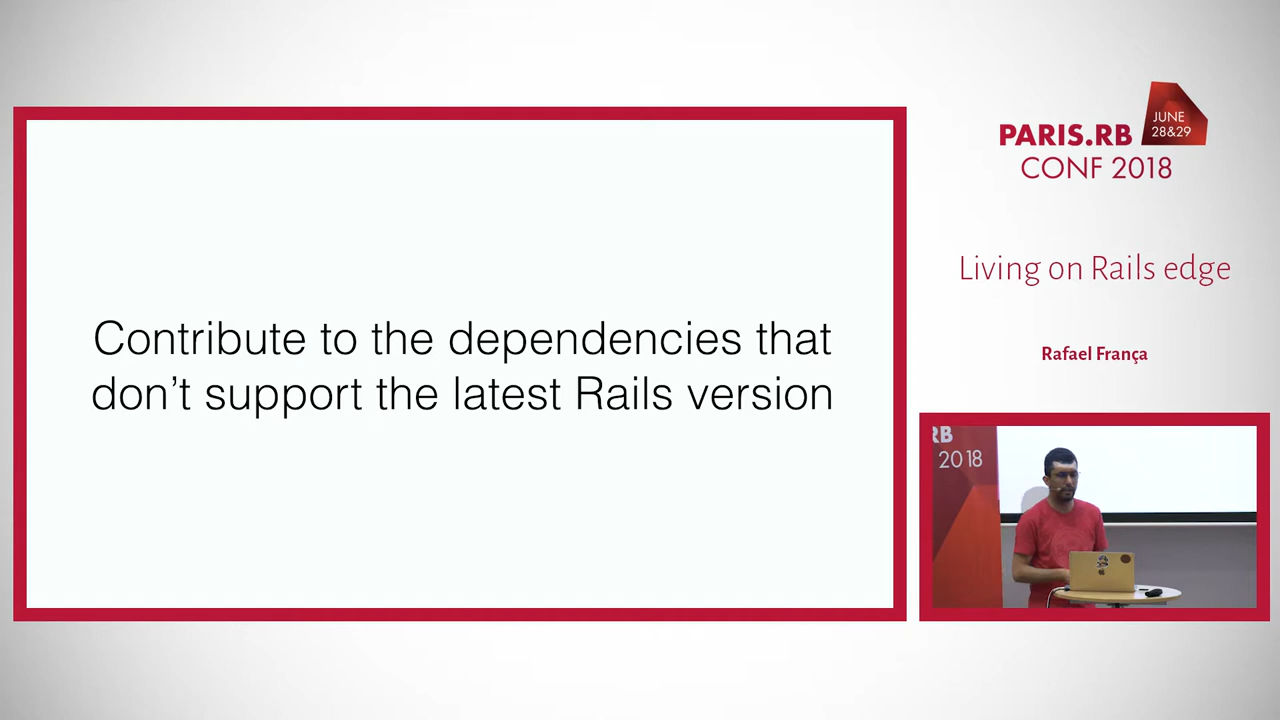 Contribute to the dependencies that
don't support the latest Rails version
PARIS.RB
JUNE
28&29
CONF 2018
Living on Rails edge
Rafael França
RB
2018